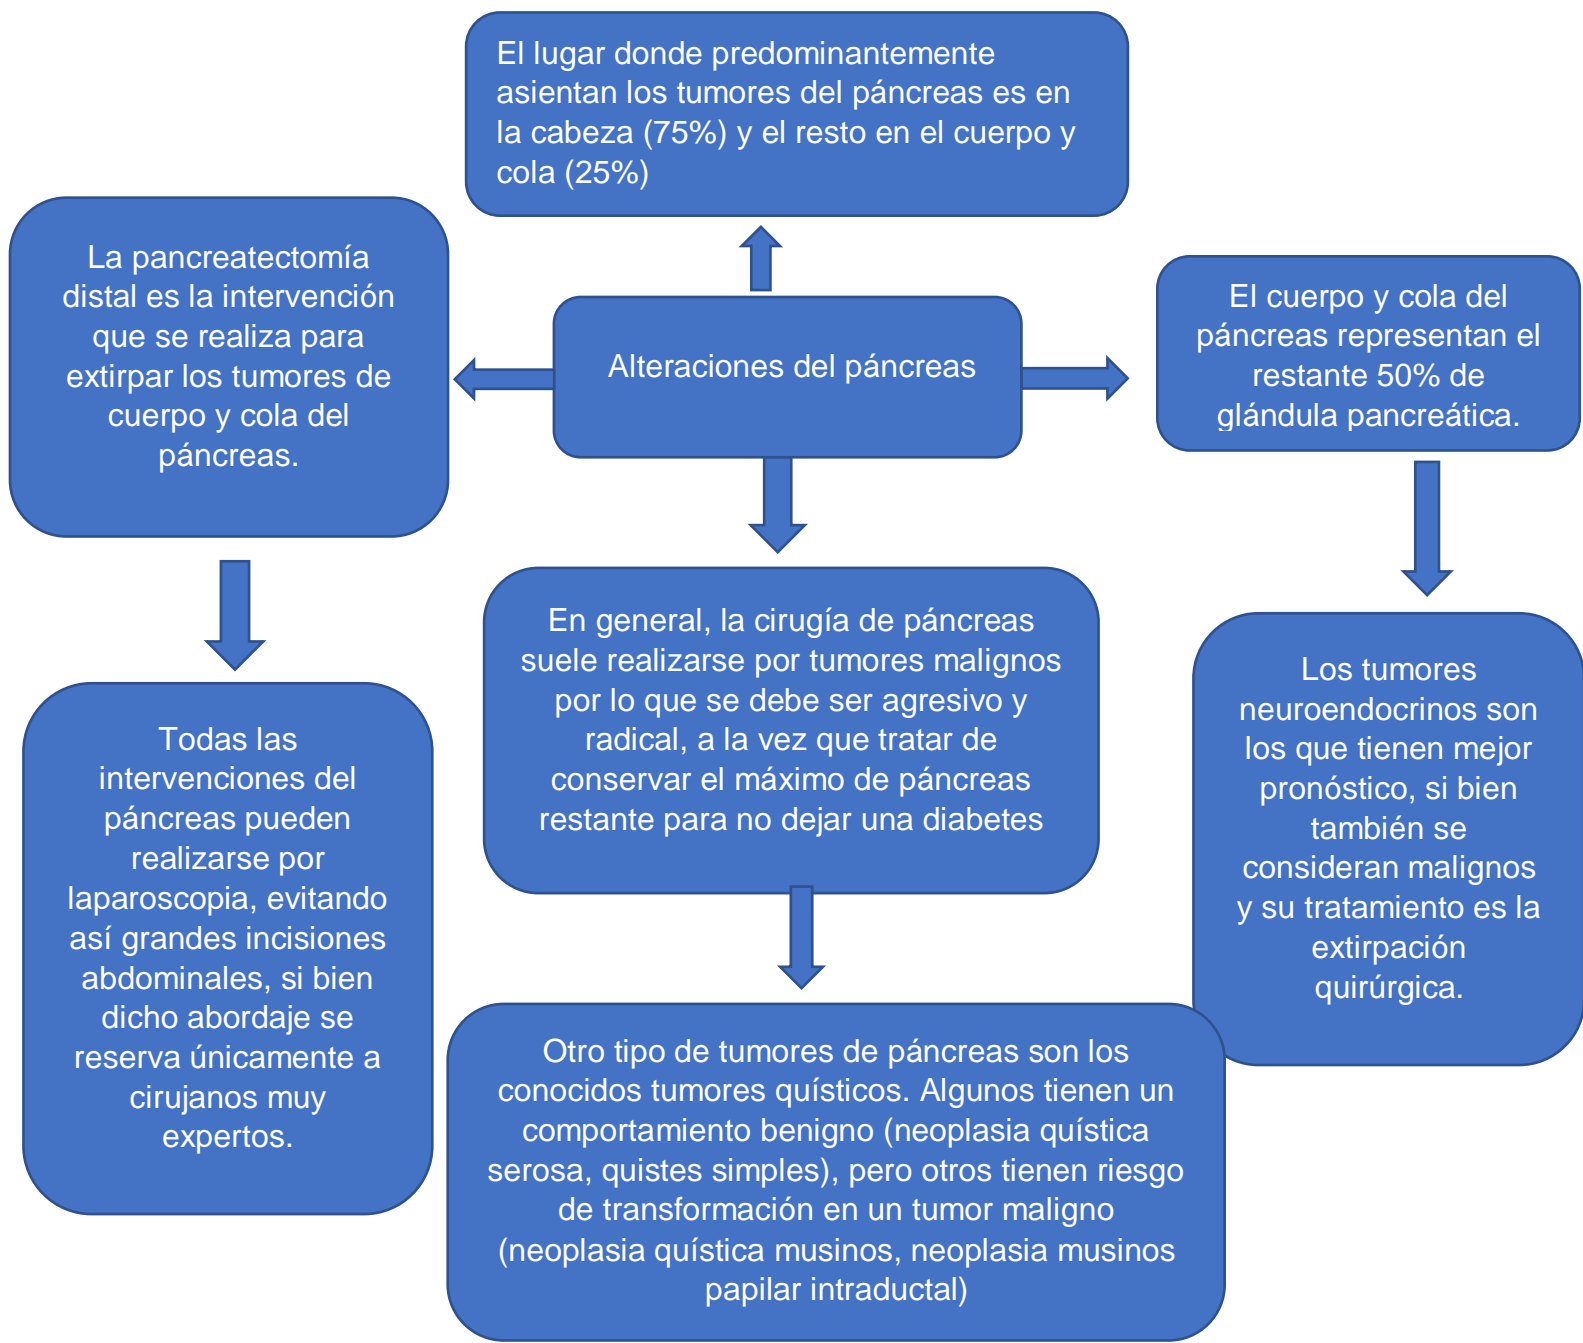 El lugar donde predominantemente
asientan los tumores del páncreas es en
la cabeza (75%) y el resto en el cuerpo y
cola (25%)
La pancreatectomía
distal es la intervención
que se realiza para
extirpar los tumores de
cuerpo y cola del
páncreas.
Alteraciones del páncreas
El cuerpo y cola del
páncreas representan el
restante 50% de
glándula pancreática.
Todas las
intervenciones del
páncreas pueden
realizarse por
laparoscopia, evitando
así grandes incisiones
abdominales, si bien
dicho abordaje se
reserva únicamente a
cirujanos muy
expertos.
En general, la cirugía de páncreas
suele realizarse por tumores malignos
por lo que se debe ser agresivo y
radical, a la vez que tratar de
conservar el máximo de páncreas
restante para no dejar una diabetes
Los tumores
neuroendocrinos son
los que tienen mejor
pronóstico, si bien
también se
consideran malignos
y su tratamiento es la
extirpación
quirúrgica.
Otro tipo de tumores de páncreas son los
conocidos tumores quísticos. Algunos tienen un
comportamiento benigno (neoplasia quística
serosa, quistes simples), pero otros tienen riesgo
de transformación en un tumor maligno
(neoplasia quística musinos, neoplasia musinos
papilar intraductal)